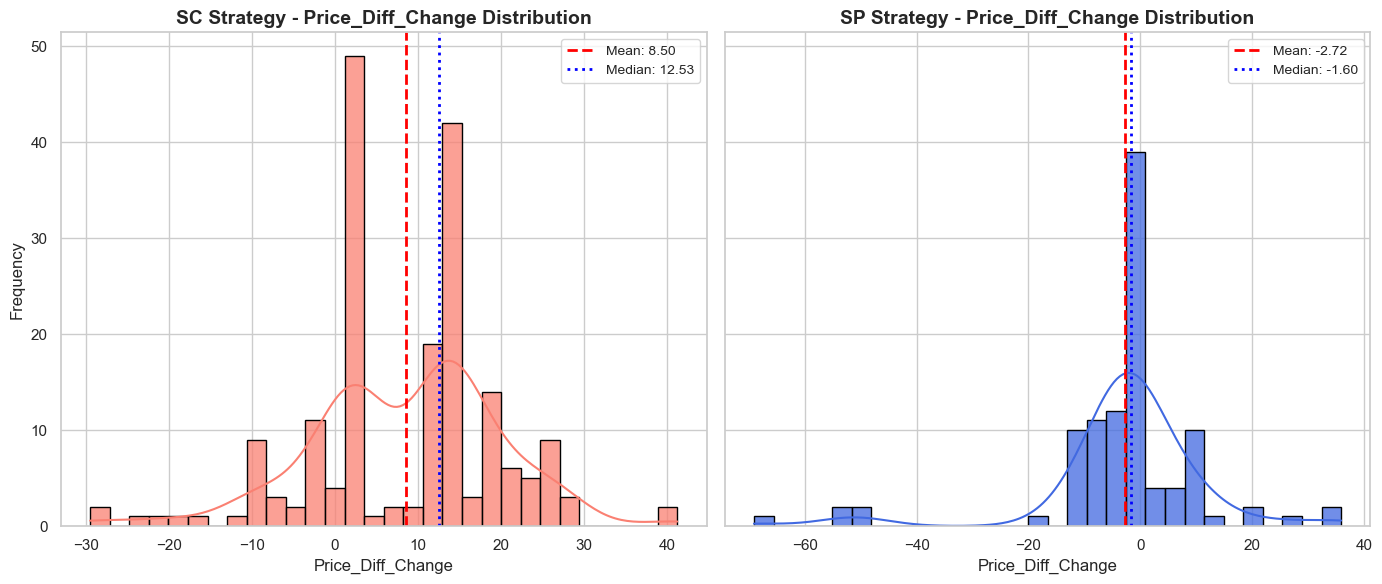 SC Strategy - Price_Diff_Change Distribution
Mean: 8.50
Median: 12.53
50
40
30
20
10
0
Frequency
−30
−20
−10
0
10
20
30
40
Price_Diff_Change
SP Strategy - Price_Diff_Change Distribution
Mean: -2.72
Median: -1.60
−60
−40
−20
0
20
40
Price_Diff_Change